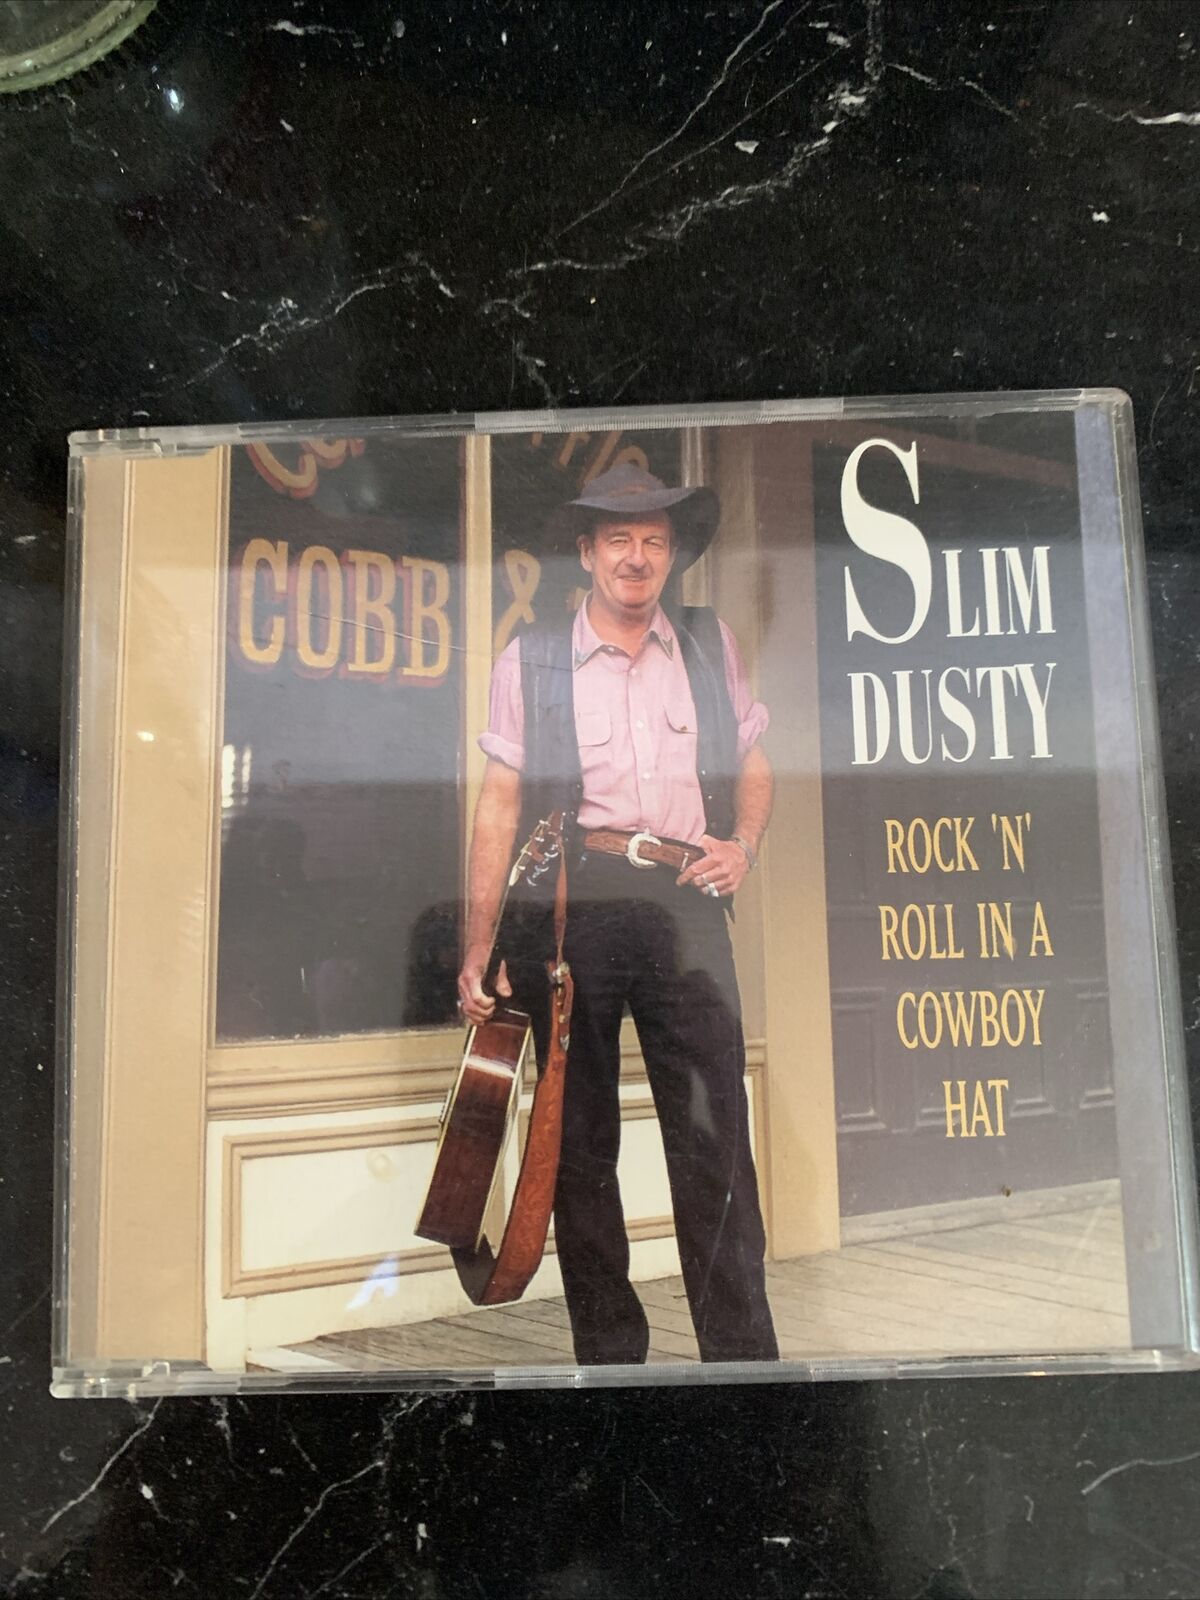 COBB &
SLIM
DUSTY
ROCK 'N'
ROLL IN A
COWBOY
HAT